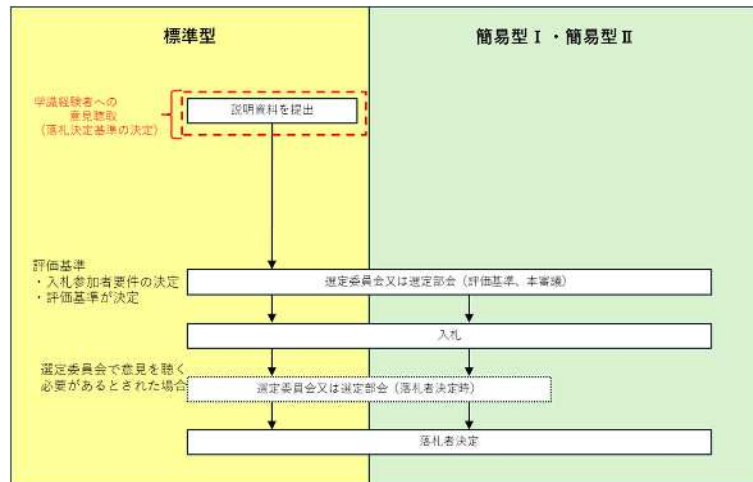 標準型
簡易型Ⅰ・簡易型Ⅱ
学識経験者への
意見聴取
(落札決定基準の決定)
説明資料を提出
評価基準
・入札参加者要件の決定
・評価基準が決定
選定委員会又は選定部会（評価基準、本審議）
入札
選定委員会で意見を聴く
必要があるとされた場合
選定委員会又は選定部会（落札者決定時）
落札者決定